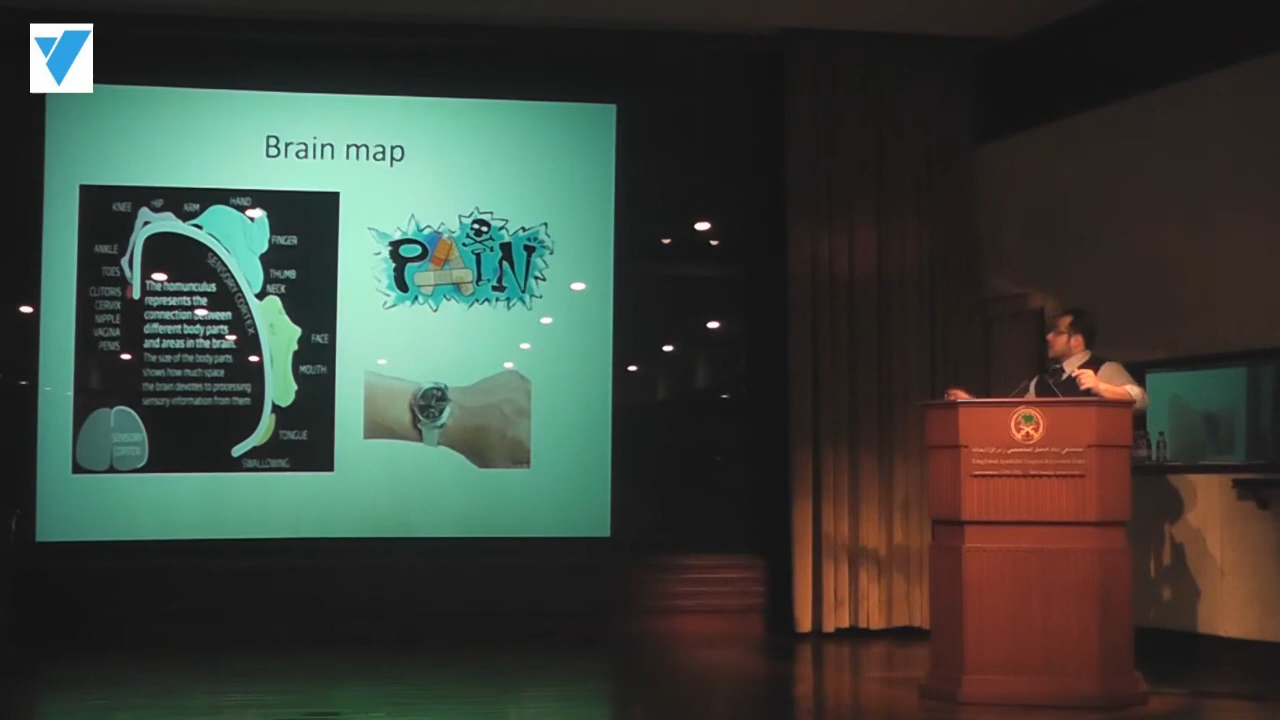 Brain map
KNEE
HIP
ARM
HAND
ANKLE
FINGER
TOES
THUMB
CLITORIS
NECK
CERVIX
NIPPLE
VAGINA
PENIS
SENSORY CORTEX
The homunculus
represents the
connection between
different body parts
and areas in the brain.
The size of the body parts
shows how much space
the brain devotes to processing
sensory information from them
FACE
MOUTH
TONGUE
SWALLOWING
SENSORY
CORTEX
PAIN